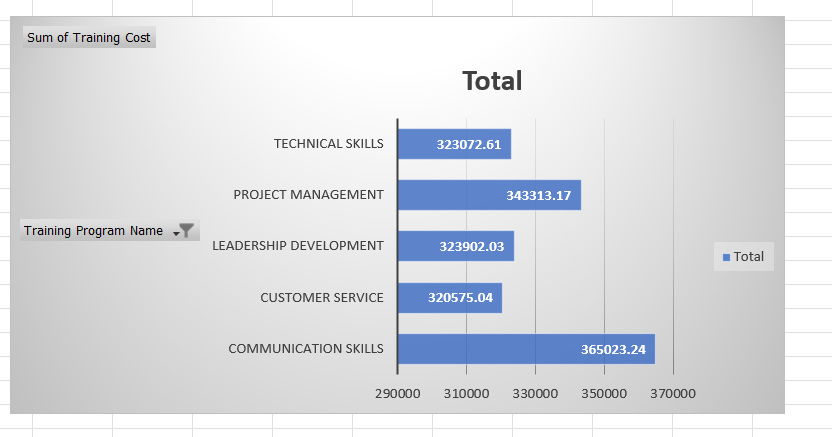 Sum of Training Cost
Total
TECHNICAL SKILLS 323072.61
PROJECT MANAGEMENT 343313.17
Training Program Name
LEADERSHIP DEVELOPMENT 323902.03
Total
CUSTOMER SERVICE 320575.04
COMMUNICATION SKILLS 365023.24
290000 310000 330000 350000 370000